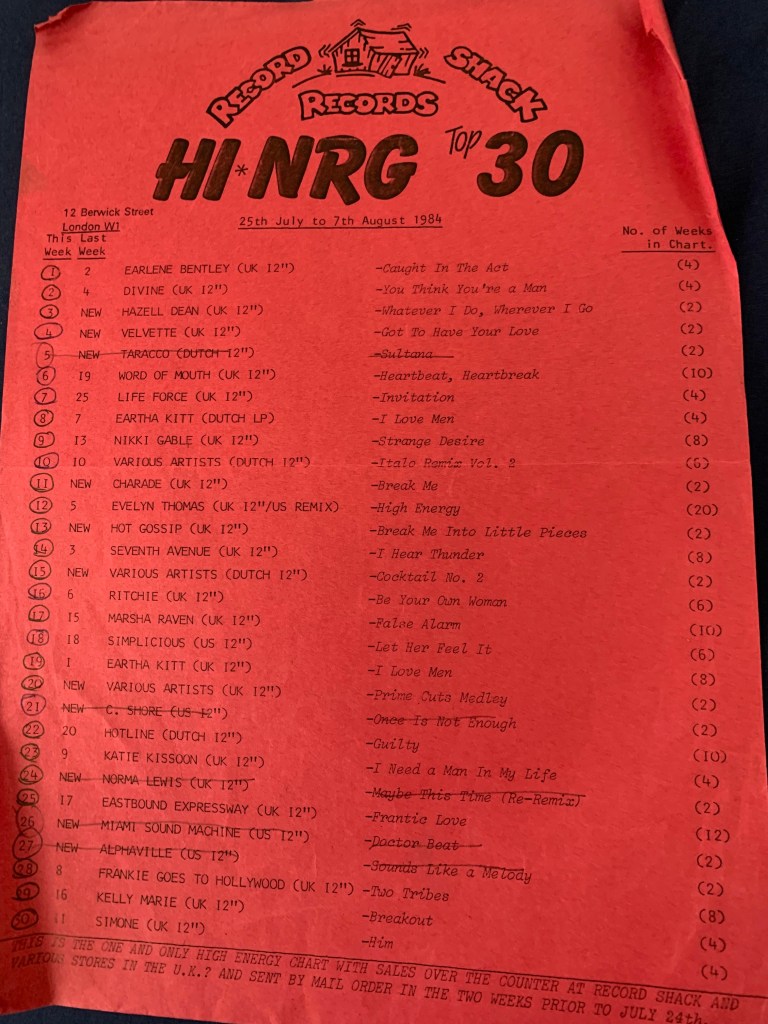 RECORD SHACK
RECORDS
HI*NRG Top 30
12 Berwick Street
London W1
25th July to 7th August 1984
This Last No. of Weeks
Week Week in Chart.
1 2 EARLENE BENTLEY (UK 12") -Caught In The Act (4)
2 4 DIVINE (UK 12") -You Think You're a Man (4)
3 NEW HAZELL DEAN (UK 12") -Whatever I Do, Wherever I Go (2)
4 NEW VELVETTE (UK 12") -Got To Have Your Love (2)
5 NEW TARACCO (DUTCH 12") -Sultana (2)
6 19 WORD OF MOUTH (UK 12") -Heartbeat, Heartbreak (10)
7 25 LIFE FORCE (UK 12") -Invitation (4)
8 7 EARTHA KITT (DUTCH LP) -I Love Men (4)
9 13 NIKKI GABLE (UK 12") -Strange Desire (8)
10 10 VARIOUS ARTISTS (DUTCH 12") -Italo Remix Vol. 2 (6)
11 NEW CHARADE (UK 12") -Break Me (2)
12 5 EVELYN THOMAS (UK 12"/US REMIX) -High Energy (20)
13 NEW HOT GOSSIP (UK 12") -Break Me Into Little Pieces (2)
14 3 SEVENTH AVENUE (UK 12") -I Hear Thunder (8)
15 NEW VARIOUS ARTISTS (DUTCH 12") -Cocktail No. 2 (2)
16 6 RITCHIE (UK 12") -Be Your Own Woman (6)
17 15 MARSHA RAVEN (UK 12") -False Alarm (10)
18 18 SIMPLICIOUS (US 12") -Let Her Feel It (6)
19 1 EARTHA KITT (UK 12") -I Love Men (8)
20 NEW VARIOUS ARTISTS (UK 12") -Prime Cuts Medley (2)
21 NEW C. SHORE (US 12") -Once Is Not Enough (2)
22 20 HOTLINE (DUTCH 12") -Guilty (10)
23 9 KATIE KISSOON (UK 12") -I Need a Man In My Life (4)
24 NEW NORMA LEWIS (UK 12") -Maybe This Time (Re-Remix) (2)
25 17 EASTBOUND EXPRESSWAY (UK 12") -Frantic Love (12)
26 NEW MIAMI SOUND MACHINE (US 12") -Doctor Beat (2)
27 NEW ALPHAVILLE (US 12") -Sounds Like a Melody (2)
28 8 FRANKIE GOES TO HOLLYWOOD (UK 12") -Two Tribes (8)
29 16 KELLY MARIE (UK 12") -Breakout (4)
30 11 SIMONE (UK 12") -Him (4)
THIS IS THE ONE AND ONLY HIGH ENERGY CHART WITH SALES OVER THE COUNTER AT RECORD SHACK AND
VARIOUS STORES IN THE U.K.? AND SENT BY MAIL ORDER IN THE TWO WEEKS PRIOR TO JULY 24th.